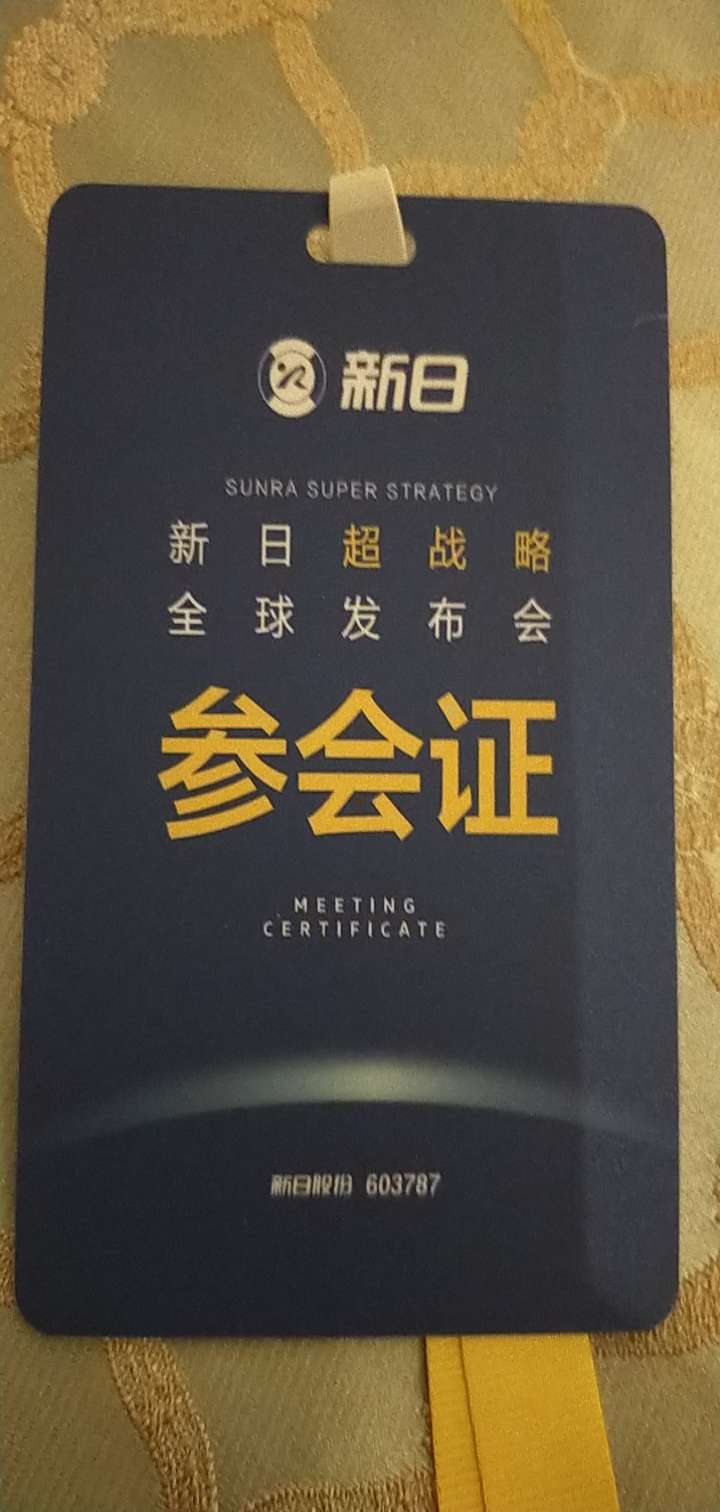 新日
SUNRA SUPER STRATEGY
新日超战略
全球发布会
参会证
MEETING
CERTIFICATE
新日股份 603787